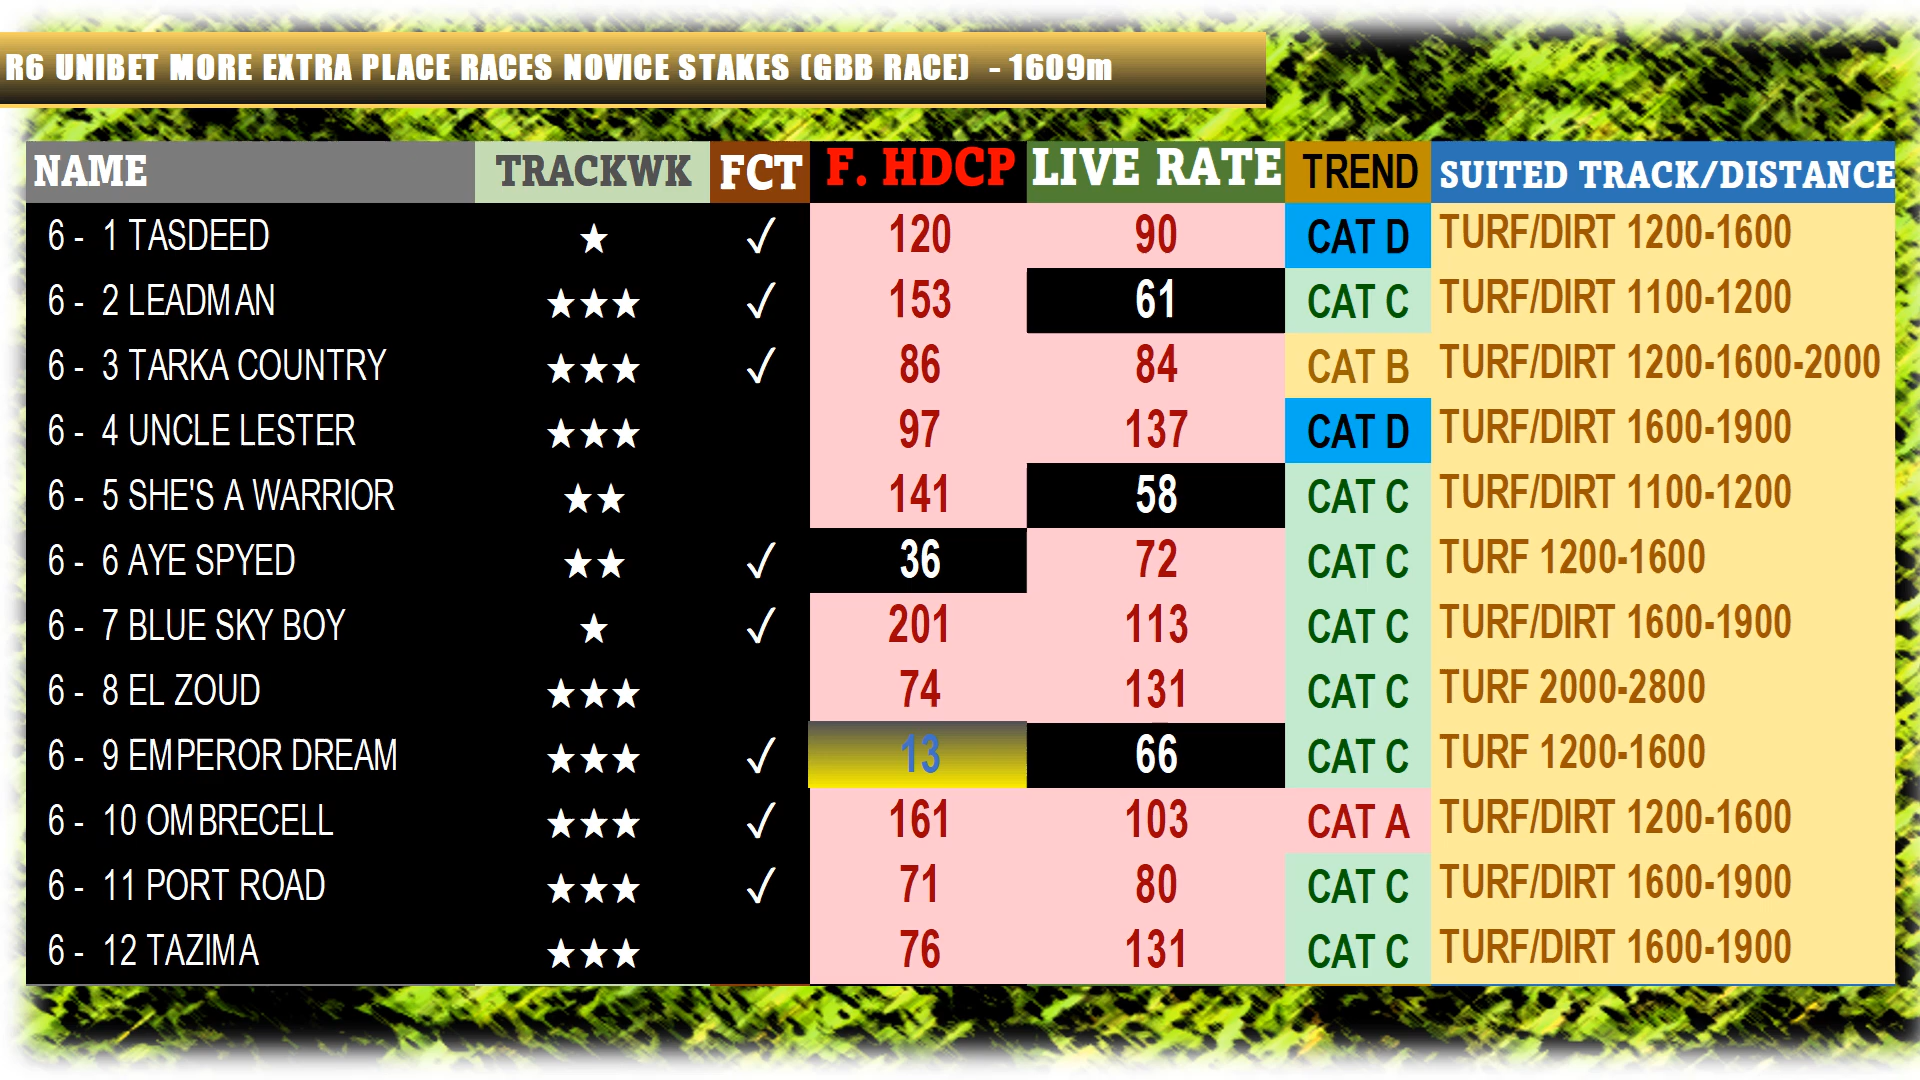 R6 UNIBET MORE EXTRA PLACE RACES NOVICE STAKES (GBB RACE) - 1609m
NAME TRACKWK FCT F. HDCP LIVE RATE TREND SUITED TRACK/DISTANCE
6 - 1 TASDEED ★ ✓ 120 90 CAT D TURF/DIRT 1200-1600
6 - 2 LEADMAN ★★★ ✓ 153 61 CAT C TURF/DIRT 1100-1200
6 - 3 TARKA COUNTRY ★★★ ✓ 86 84 CAT B TURF/DIRT 1200-1600-2000
6 - 4 UNCLE LESTER ★★★ 97 137 CAT D TURF/DIRT 1600-1900
6 - 5 SHE'S A WARRIOR ★★ 141 58 CAT C TURF/DIRT 1100-1200
6 - 6 AYE SPYED ★★ ✓ 36 72 CAT C TURF 1200-1600
6 - 7 BLUE SKY BOY ★ ✓ 201 113 CAT C TURF/DIRT 1600-1900
6 - 8 EL ZOUD ★★★ 74 131 CAT C TURF 2000-2800
6 - 9 EMPEROR DREAM ★★★ ✓ 13 66 CAT C TURF 1200-1600
6 - 10 OMBRECELL ★★★ ✓ 161 103 CAT A TURF/DIRT 1200-1600
6 - 11 PORT ROAD ★★★ ✓ 71 80 CAT C TURF/DIRT 1600-1900
6 - 12 TAZIMA ★★★ 76 131 CAT C TURF/DIRT 1600-1900